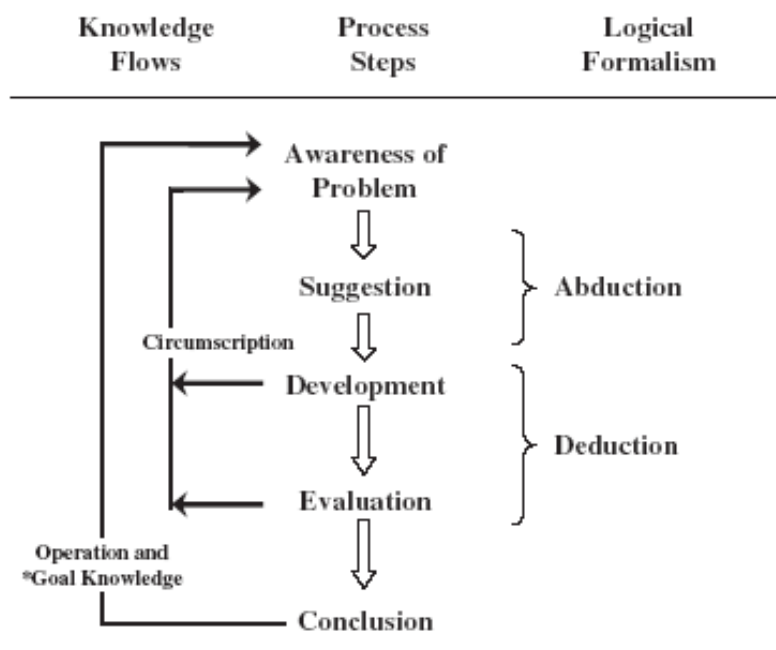 Knowledge Flows
Process Steps
Logical Formalism
Awareness of Problem
Suggestion
Abduction
Circumscription
Development
Deduction
Evaluation
Operation and
*Goal Knowledge
Conclusion